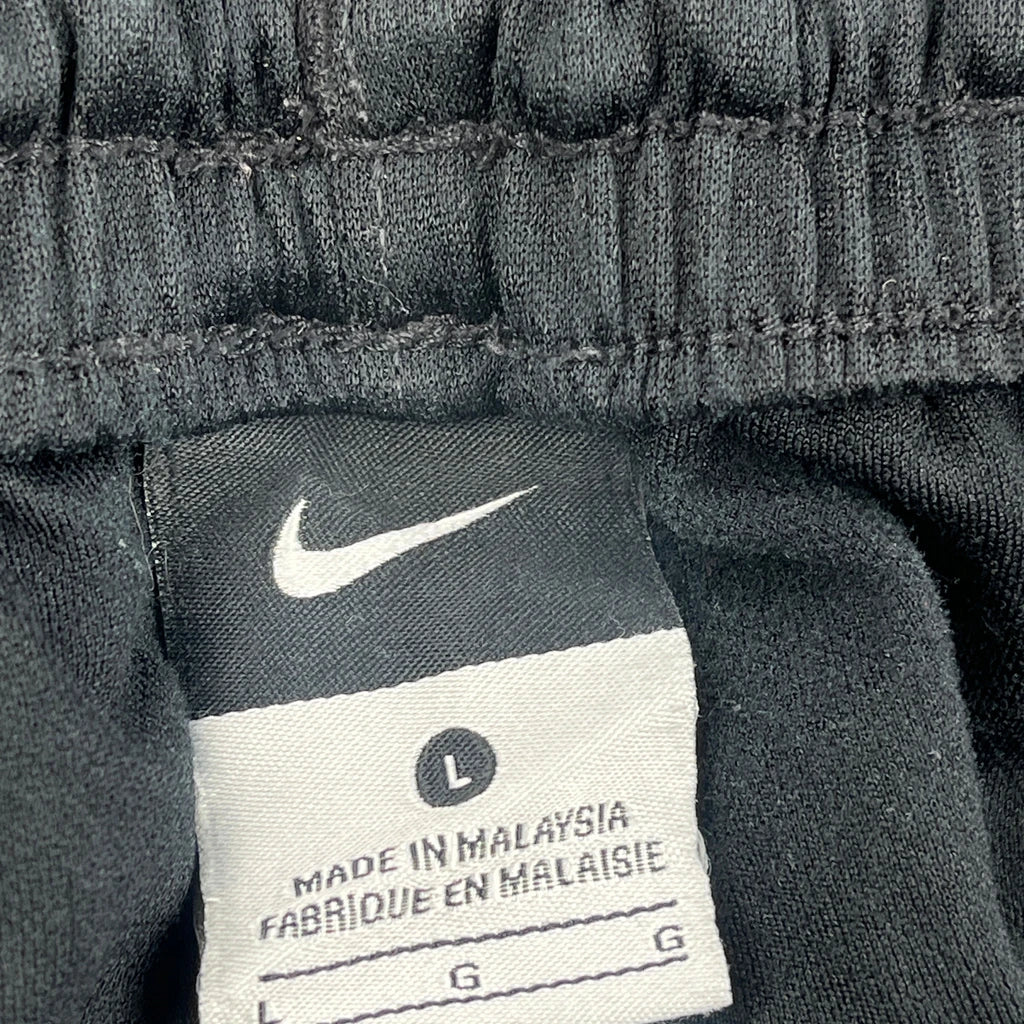 L
MADE IN MALAYSIA
FABRIQUE EN MALAISIE
L G G